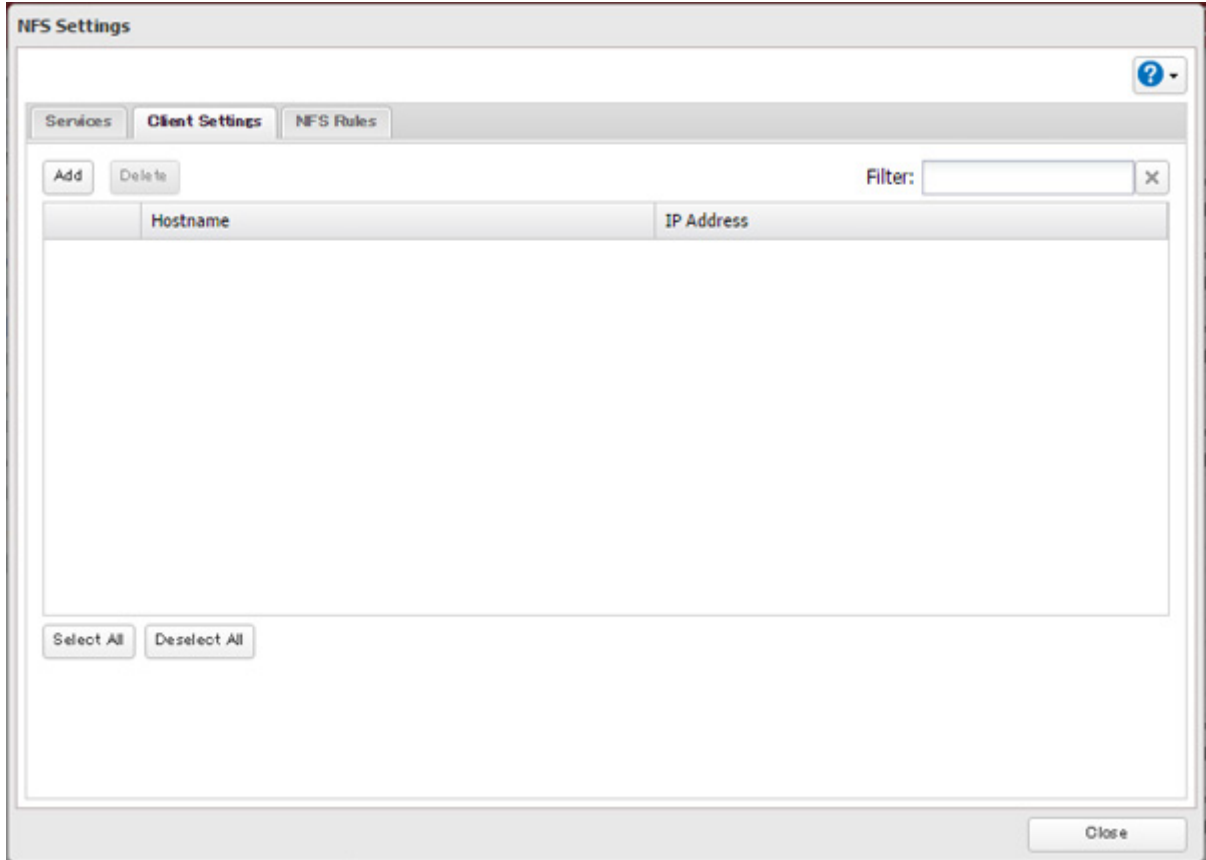 NFS Settings
Services Client Settings NFS Rules
Add Delete Filter:
Hostname IP Address
Select All Deselect All
Close